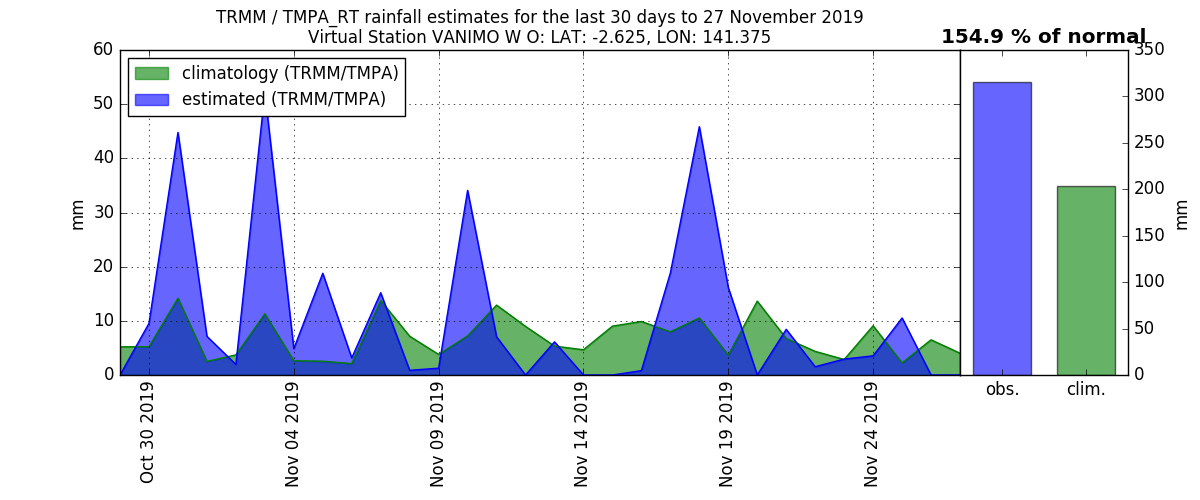 TRMM / TMPA_RT rainfall estimates for the last 30 days to 27 November 2019
Virtual Station VANIMO W O: LAT: -2.625, LON: 141.375
154.9 % of normal
climatology (TRMM/TMPA)
estimated (TRMM/TMPA)
60
50
40
30
20
10
0
mm
Oct 30 2019
Nov 04 2019
Nov 09 2019
Nov 14 2019
Nov 19 2019
Nov 24 2019
obs.
clim.
350
300
250
200
150
100
50
0
mm